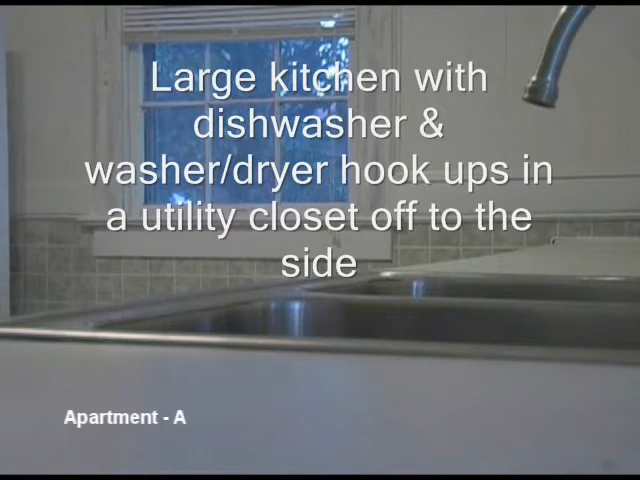 Large kitchen with
dishwasher &
washer/dryer hook ups in
a utility closet off to the
side
Apartment - A